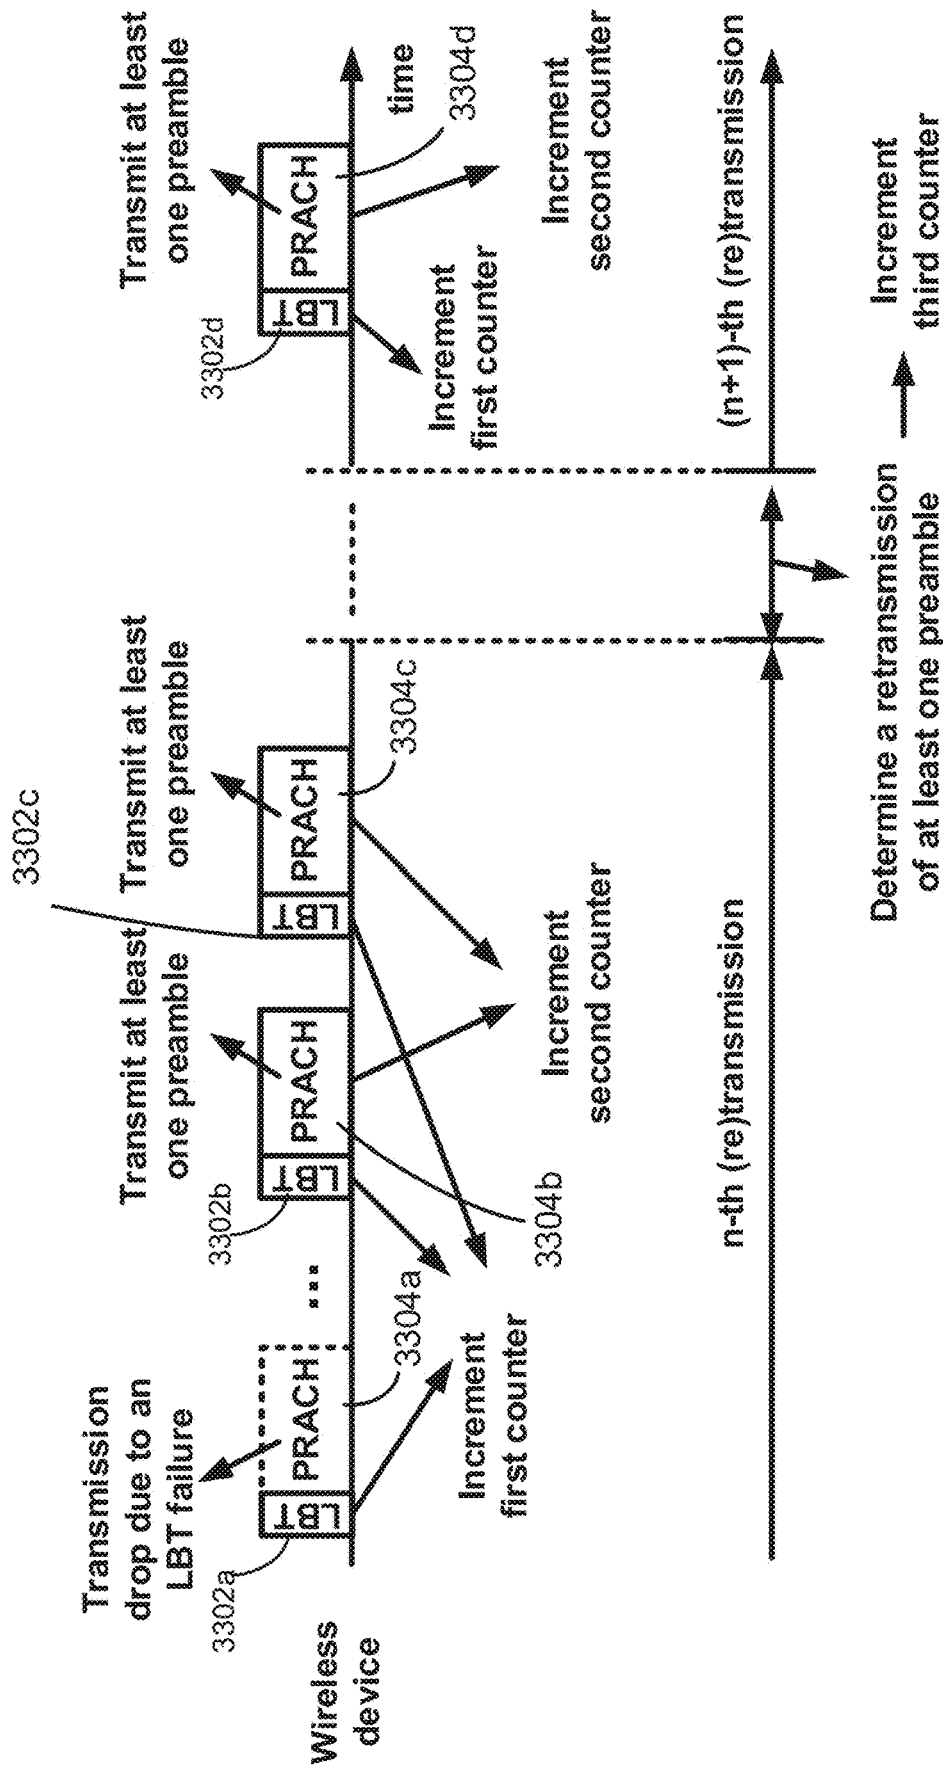 Transmission
drop due to an
LBT failure
Transmit at least
one preamble
Transmit at least
one preamble
Transmit at least
one preamble
3302a
3302b
3302c
3302d
Wireless
device
LBT
PRACH
...
LBT
PRACH
LBT
PRACH
LBT
PRACH
time
3304a
3304b
3304c
3304d
Increment
first counter
Increment
second counter
Increment
first counter
Increment
second counter
n-th (re)transmission
(n+1)-th (re)transmission
Determine a retransmission
of at least one preamble
Increment
third counter